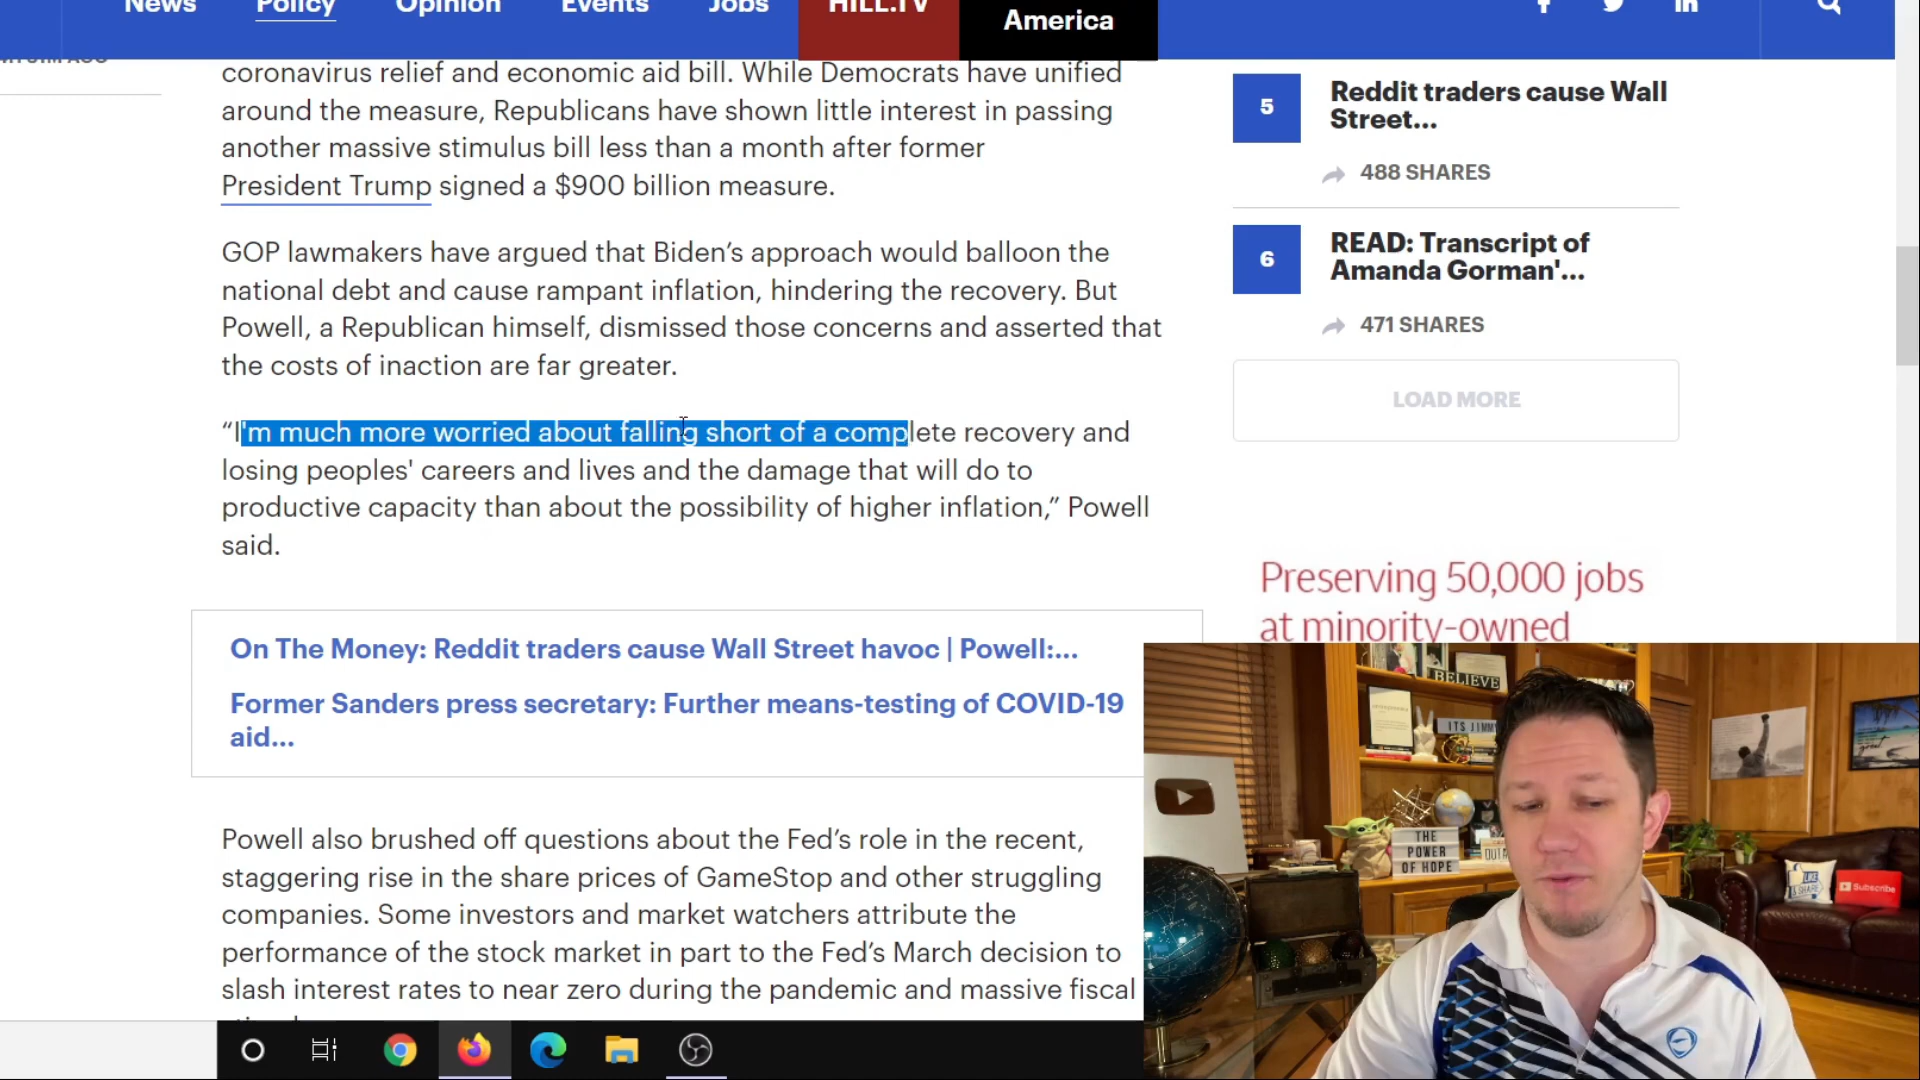 News
Policy
Opinion
Events
Jobs
HILL.TV
America
coronavirus relief and economic aid bill. While Democrats have unified
around the measure, Republicans have shown little interest in passing
another massive stimulus bill less than a month after former
President Trump signed a $900 billion measure.
GOP lawmakers have argued that Biden’s approach would balloon the
national debt and cause rampant inflation, hindering the recovery. But
Powell, a Republican himself, dismissed those concerns and asserted that
the costs of inaction are far greater.
“I'm much more worried about falling short of a complete recovery and
losing peoples' careers and lives and the damage that will do to
productive capacity than about the possibility of higher inflation,” Powell
said.
On The Money: Reddit traders cause Wall Street havoc | Powell:...
Former Sanders press secretary: Further means-testing of COVID-19
aid...
Powell also brushed off questions about the Fed’s role in the recent,
staggering rise in the share prices of GameStop and other struggling
companies. Some investors and market watchers attribute the
performance of the stock market in part to the Fed’s March decision to
slash interest rates to near zero during the pandemic and massive fiscal
5
Reddit traders cause Wall
Street...
488 SHARES
6
READ: Transcript of
Amanda Gorman'...
471 SHARES
LOAD MORE
Preserving 50,000 jobs
at minority-owned
BELIEVE
ITS JIMM
THE
POWER
OF HOPE
LIKE
& SHARE
Subscribe
great